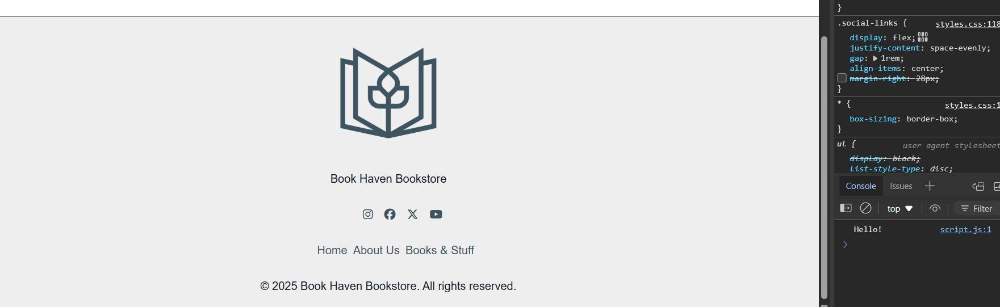 Book Haven Bookstore
Home About Us Books & Stuff
© 2025 Book Haven Bookstore. All rights reserved.
}
.social-links { styles.css:118
display: flex;
justify-content: space-evenly;
gap: 1rem;
align-items: center;
margin-right: 28px;
}
* { styles.css:1
box-sizing: border-box;
}
ul { user agent stylesheet
display: block;
list-style-type: disc;
Console Issues
top Filter
Hello! script.js:1